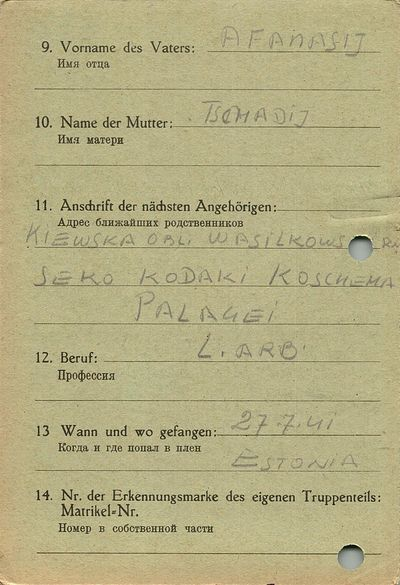 9. Vorname des Vaters: AFANASIJ
Имя отца
10. Name der Mutter: TSCHADIJ
Имя матери
11. Anschrift der nächsten Angehörigen:
Адрес ближайших родственников
KIEWSKA OBLI WASILKOWS
SEKO KODAKI KOSCHEMA
PALAGEI
12. Beruf: L. ARB.
Профессия
13 Wann und wo gefangen: 27.7.41
Когда и где попал в плен
ESTONIA
14. Nr. der Erkennungsmarke des eigenen Truppenteils:
Matrikel-Nr.
Номер в собственной части